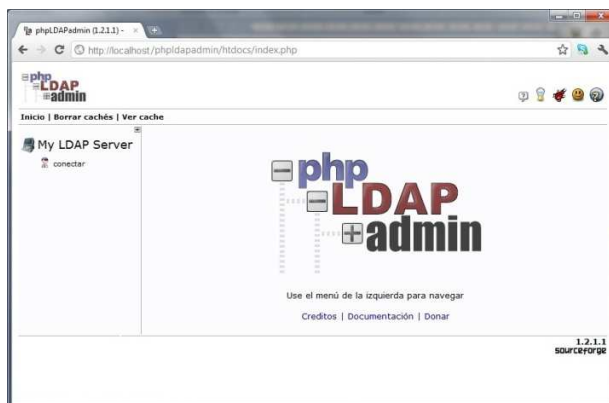 phpLDAPadmin (1.2.1.1) -
http://localhost/phpldapadmin/htdocs/index.php
php
LDAP
admin
Inicio | Borrar cachés | Ver cache
My LDAP Server
conectar
php
LDAP
admin
Use el menú de la izquierda para navegar
Creditos | Documentación | Donar
1.2.1.1
sourceforge